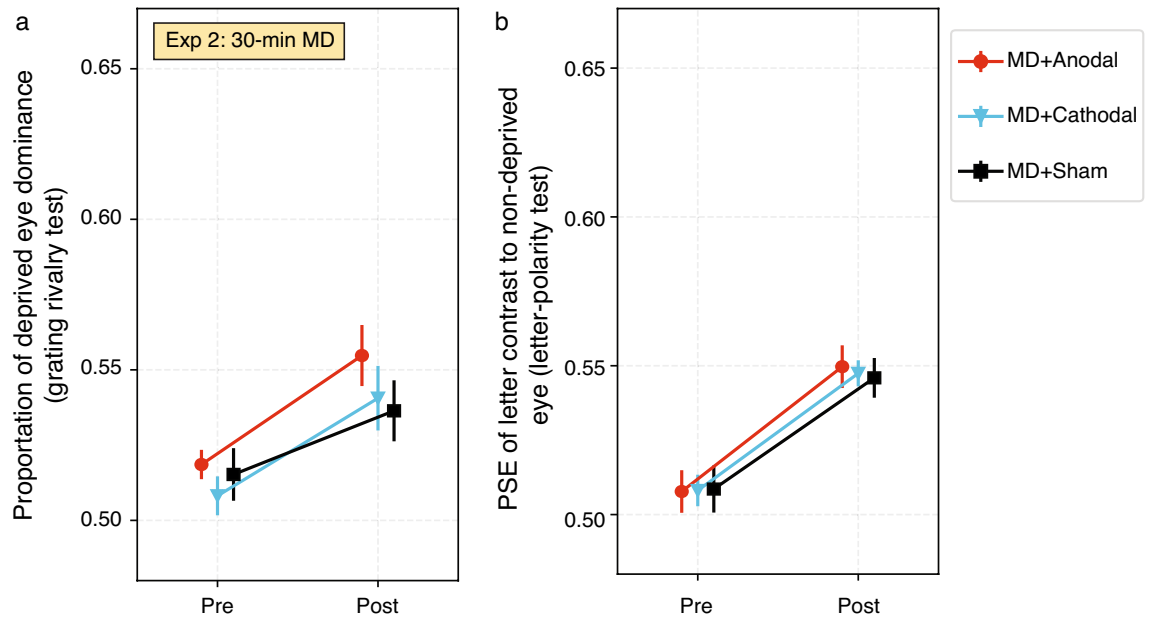 a
Exp 2: 30-min MD
Proportation of deprived eye dominance
(grating rivalry test)
0.65
0.60
0.55
0.50
Pre
Post
b
PSE of letter contrast to non-deprived
eye (letter-polarity test)
0.65
0.60
0.55
0.50
Pre
Post
MD+Anodal
MD+Cathodal
MD+Sham